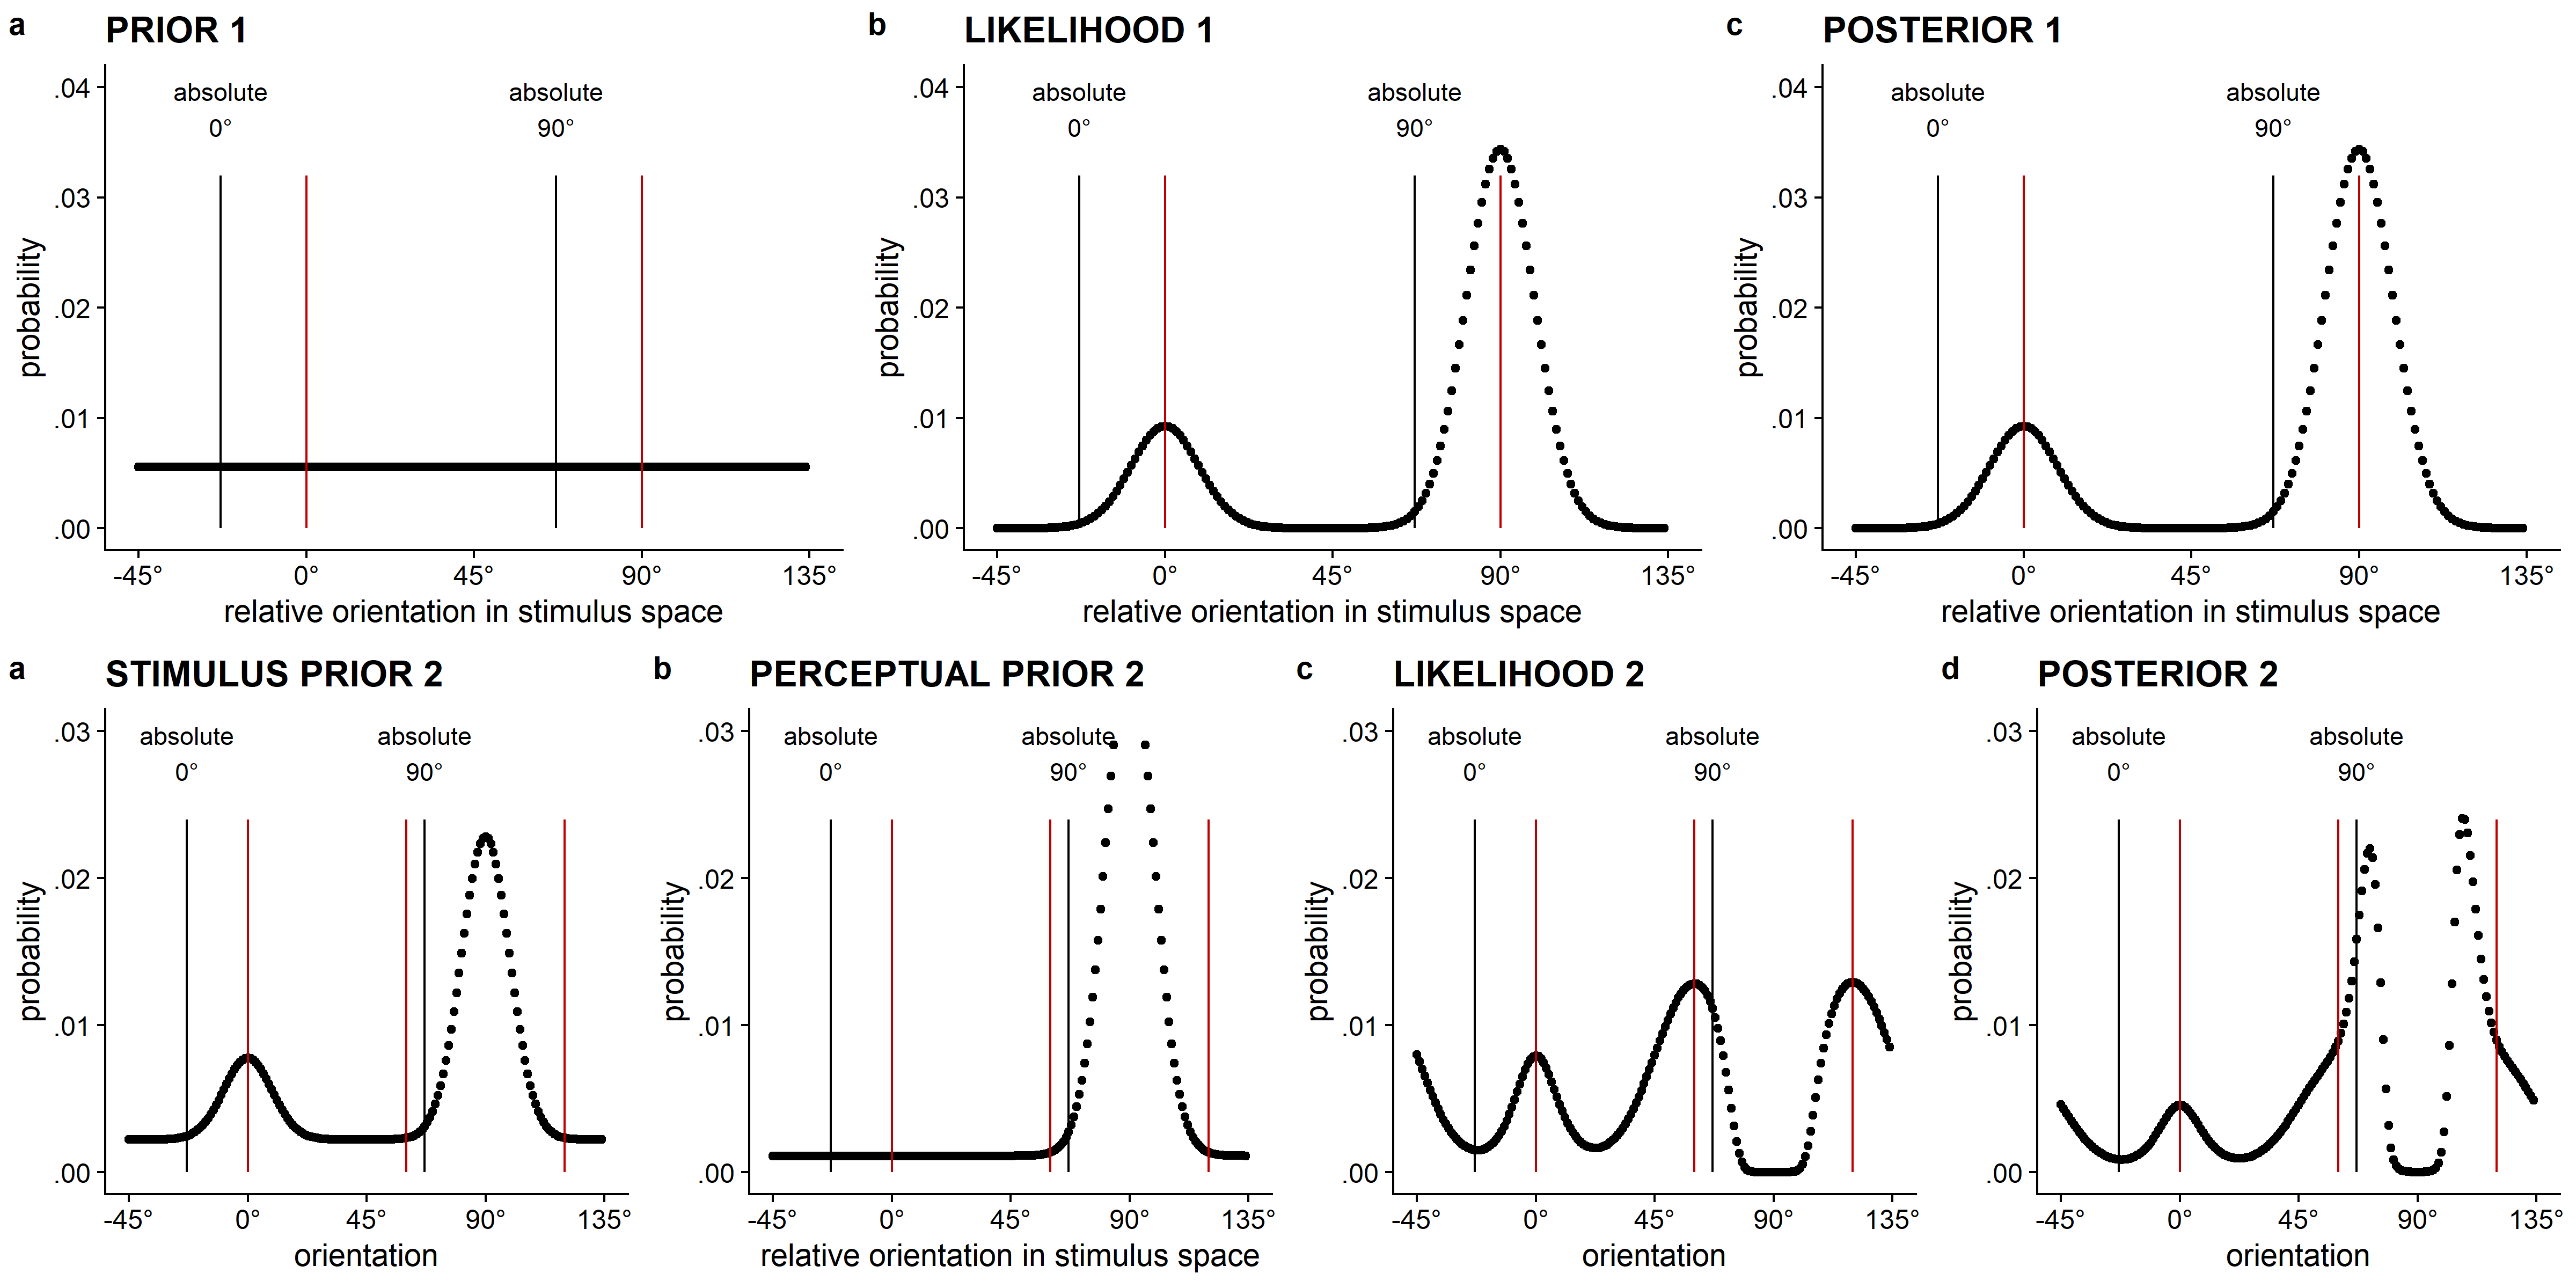 a PRIOR 1
.04
.03
.02
.01
.00
probability
absolute
0°
absolute
90°
-45° 0° 45° 90° 135°
relative orientation in stimulus space
b LIKELIHOOD 1
.04
.03
.02
.01
.00
probability
absolute
0°
absolute
90°
-45° 0° 45° 90° 135°
relative orientation in stimulus space
c POSTERIOR 1
.04
.03
.02
.01
.00
probability
absolute
0°
absolute
90°
-45° 0° 45° 90° 135°
relative orientation in stimulus space
a STIMULUS PRIOR 2
.03
.02
.01
.00
probability
absolute
0°
absolute
90°
-45° 0° 45° 90° 135°
orientation
b PERCEPTUAL PRIOR 2
.03
.02
.01
.00
probability
absolute
0°
absolute
90°
-45° 0° 45° 90° 135°
relative orientation in stimulus space
c LIKELIHOOD 2
.03
.02
.01
.00
probability
absolute
0°
absolute
90°
-45° 0° 45° 90° 135°
orientation
d POSTERIOR 2
.03
.02
.01
.00
probability
absolute
0°
absolute
90°
-45° 0° 45° 90° 135°
orientation